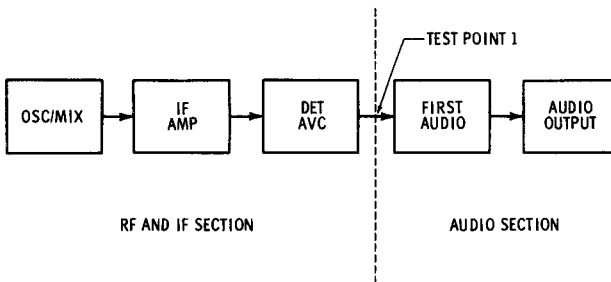 TEST POINT 1
OSC/MIX
IF
AMP
DET
AVC
FIRST
AUDIO
AUDIO
OUTPUT
RF AND IF SECTION
AUDIO SECTION